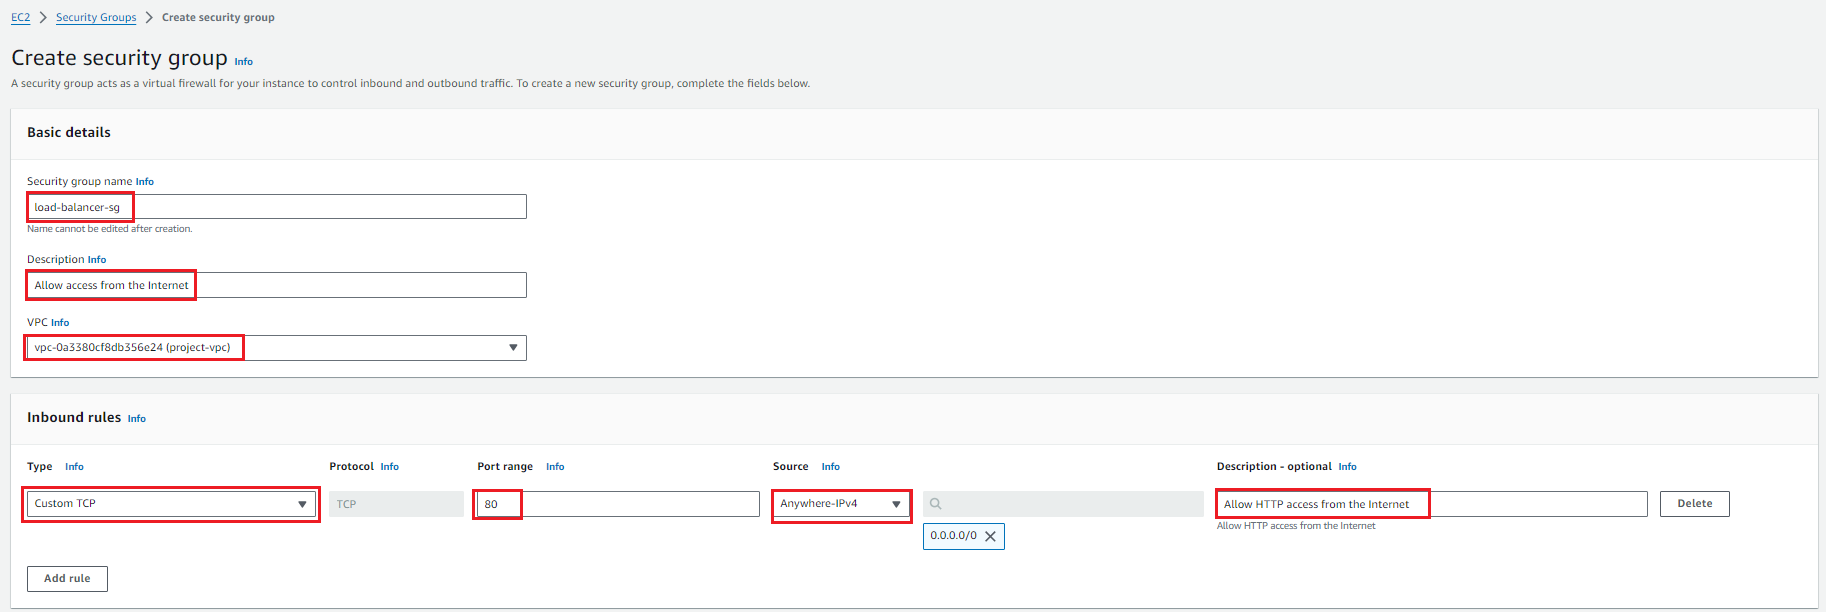 EC2 > Security Groups > Create security group
Create security group Info
A security group acts as a virtual firewall for your instance to control inbound and outbound traffic. To create a new security group, complete the fields below.
Basic details
Security group name Info
load-balancer-sg
Name cannot be edited after creation.
Description Info
Allow access from the Internet
VPC Info
vpc-0a3380cf8db356e24 (project-vpc)
Inbound rules Info
Type Info Protocol Info Port range Info Source Info Description - optional Info
Custom TCP TCP 80 Anywhere-IPv4 Allow HTTP access from the Internet Delete
Allow HTTP access from the Internet
0.0.0.0/0
Add rule